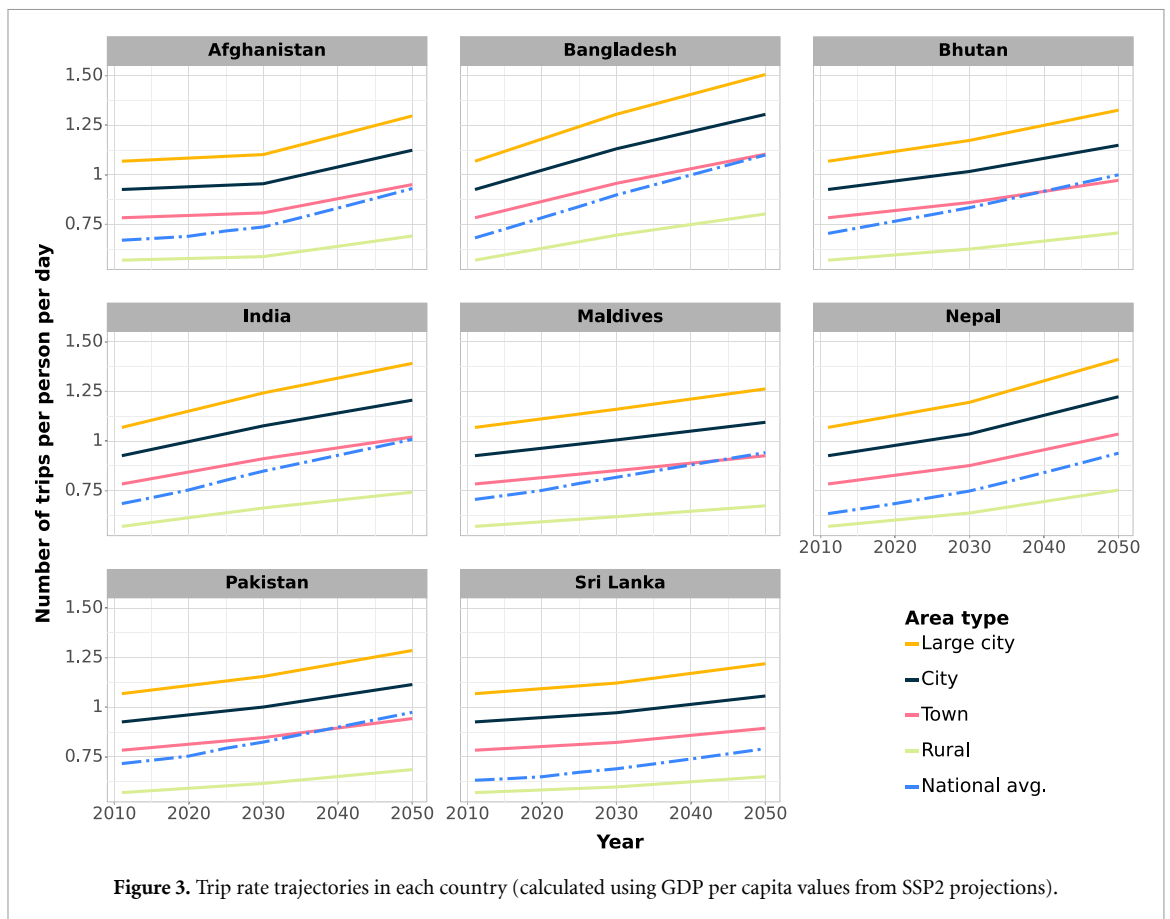 Afghanistan
Bangladesh
Bhutan
1.50
1.25
1
0.75
India
Maldives
Nepal
1.50
1.25
1
0.75
2010 2020 2030 2040 2050
Pakistan
Sri Lanka
1.50
1.25
1
0.75
2010 2020 2030 2040 2050
2010 2020 2030 2040 2050
Number of trips per person per day
Year
Area type
Large city
City
Town
Rural
National avg.
Figure 3. Trip rate trajectories in each country (calculated using GDP per capita values from SSP2 projections).